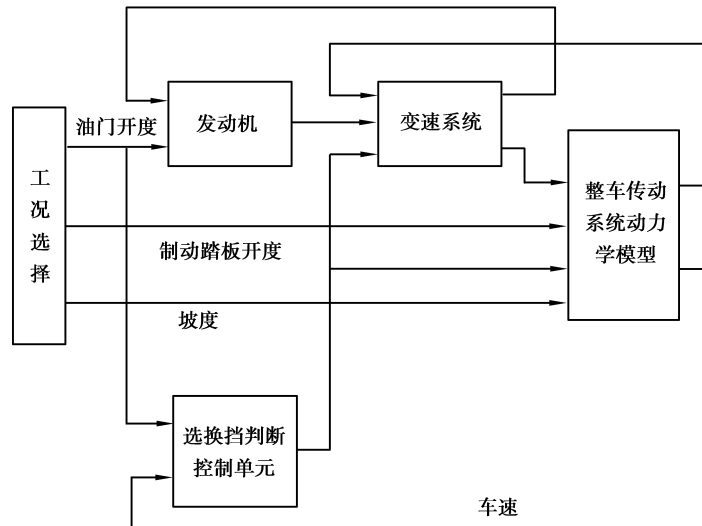 油门开度
发动机
变速系统
工
况
选
择
整车传动
系统动力
学模型
制动踏板开度
坡度
选换挡判断
控制单元
车速